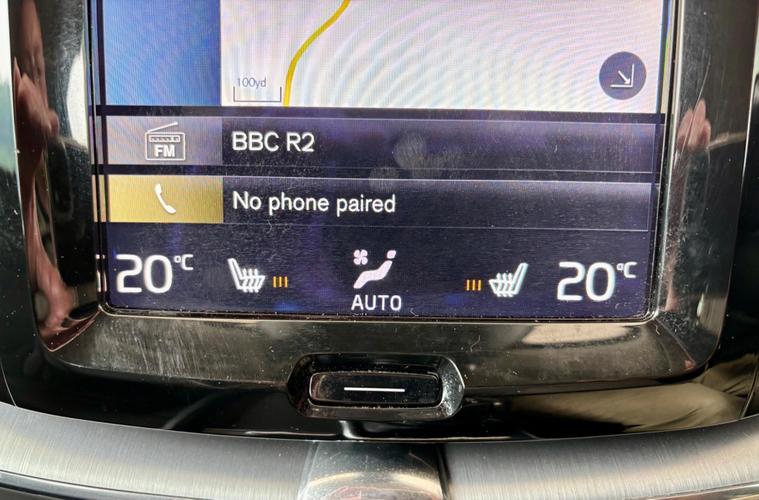 100yd
FM
BBC R2
No phone paired
20°C
20°C
AUTO